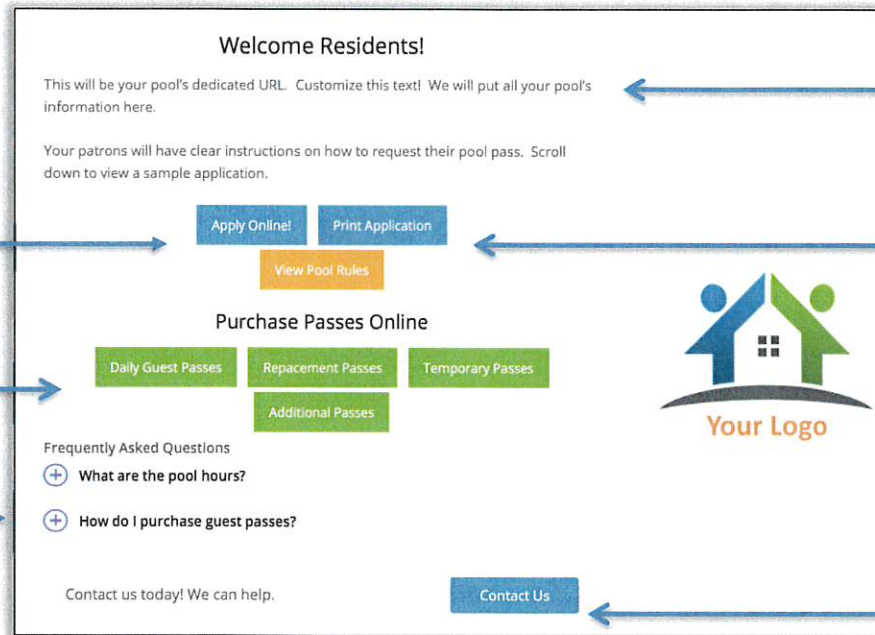 Welcome Residents!
This will be your pool's dedicated URL. Customize this text! We will put all your pool's
information here.
Your patrons will have clear instructions on how to request their pool pass. Scroll
down to view a sample application.
Apply Online!
Print Application
View Pool Rules
Purchase Passes Online
Daily Guest Passes
Repacement Passes
Temporary Passes
Additional Passes
Your Logo
Frequently Asked Questions
What are the pool hours?
How do I purchase guest passes?
Contact us today! We can help.
Contact Us